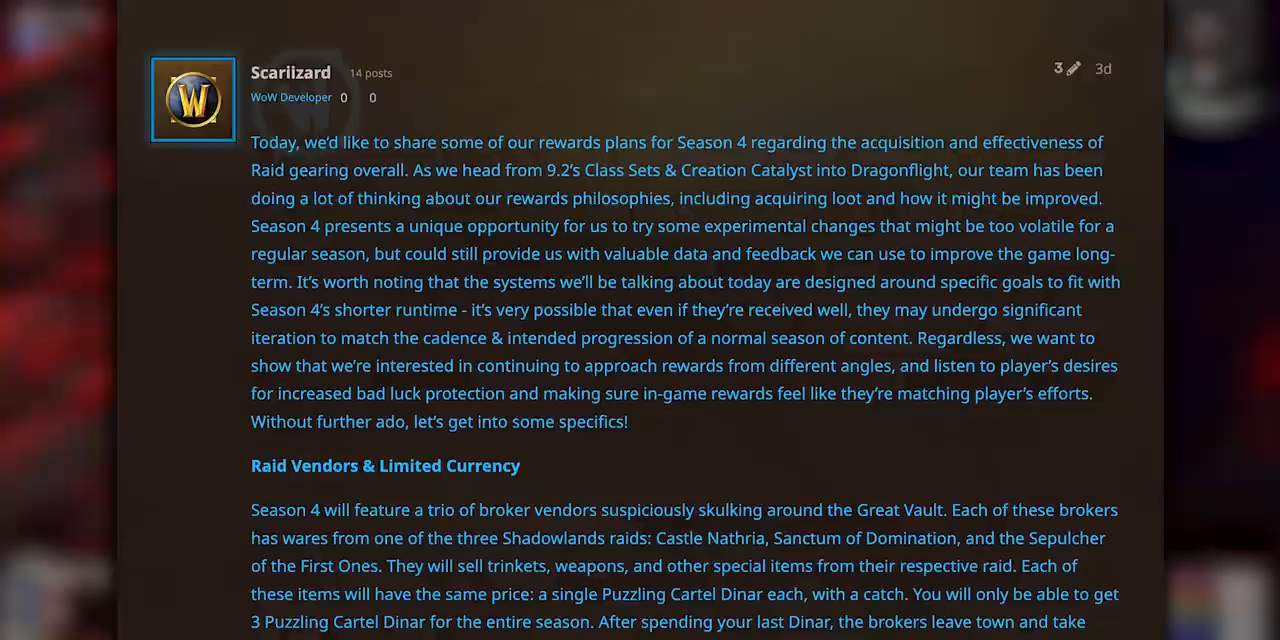 Scariizard 14 posts 3 3d
WoW Developer 0 0
Today, we'd like to share some of our rewards plans for Season 4 regarding the acquisition and effectiveness of
Raid gearing overall. As we head from 9.2's Class Sets & Creation Catalyst into Dragonflight, our team has been
doing a lot of thinking about our rewards philosophies, including acquiring loot and how it might be improved.
Season 4 presents a unique opportunity for us to try some experimental changes that might be too volatile for a
regular season, but could still provide us with valuable data and feedback we can use to improve the game long-
term. It's worth noting that the systems we'll be talking about today are designed around specific goals to fit with
Season 4's shorter runtime - it's very possible that even if they're received well, they may undergo significant
iteration to match the cadence & intended progression of a normal season of content. Regardless, we want to
show that we're interested in continuing to approach rewards from different angles, and listen to player's desires
for increased bad luck protection and making sure in-game rewards feel like they're matching player's efforts.
Without further ado, let's get into some specifics!
Raid Vendors & Limited Currency
Season 4 will feature a trio of broker vendors suspiciously skulking around the Great Vault. Each of these brokers
has wares from one of the three Shadowlands raids: Castle Nathria, Sanctum of Domination, and the Sepulcher
of the First Ones. They will sell trinkets, weapons, and other special items from their respective raid. Each of
these items will have the same price: a single Puzzling Cartel Dinar each, with a catch. You will only be able to get
3 Puzzling Cartel Dinar for the entire season. After spending your last Dinar, the brokers leave town and take